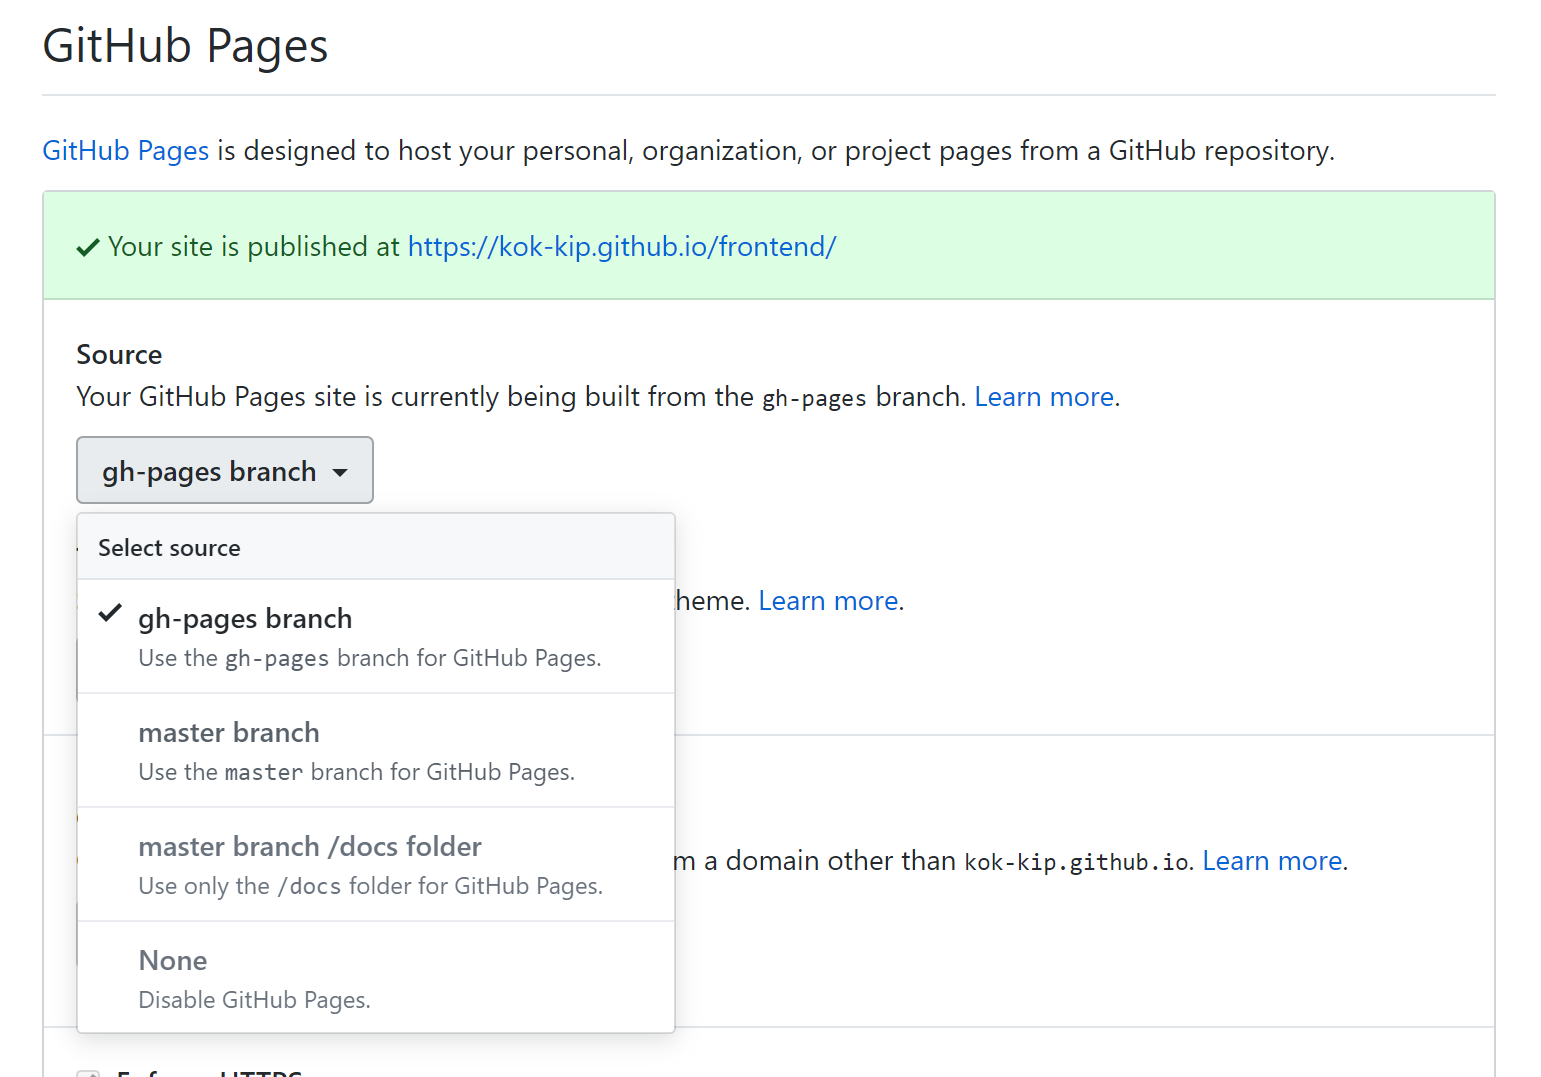 GitHub Pages
GitHub Pages is designed to host your personal, organization, or project pages from a GitHub repository.
Your site is published at https://kok-kip.github.io/frontend/
Source
Your GitHub Pages site is currently being built from the gh-pages branch. Learn more.
gh-pages branch
Select source
gh-pages branch
heme. Learn more.
Use the gh-pages branch for GitHub Pages.
master branch
Use the master branch for GitHub Pages.
master branch /docs folder
m a domain other than kok-kip.github.io. Learn more.
Use only the /docs folder for GitHub Pages.
None
Disable GitHub Pages.
Enforce HTTPS